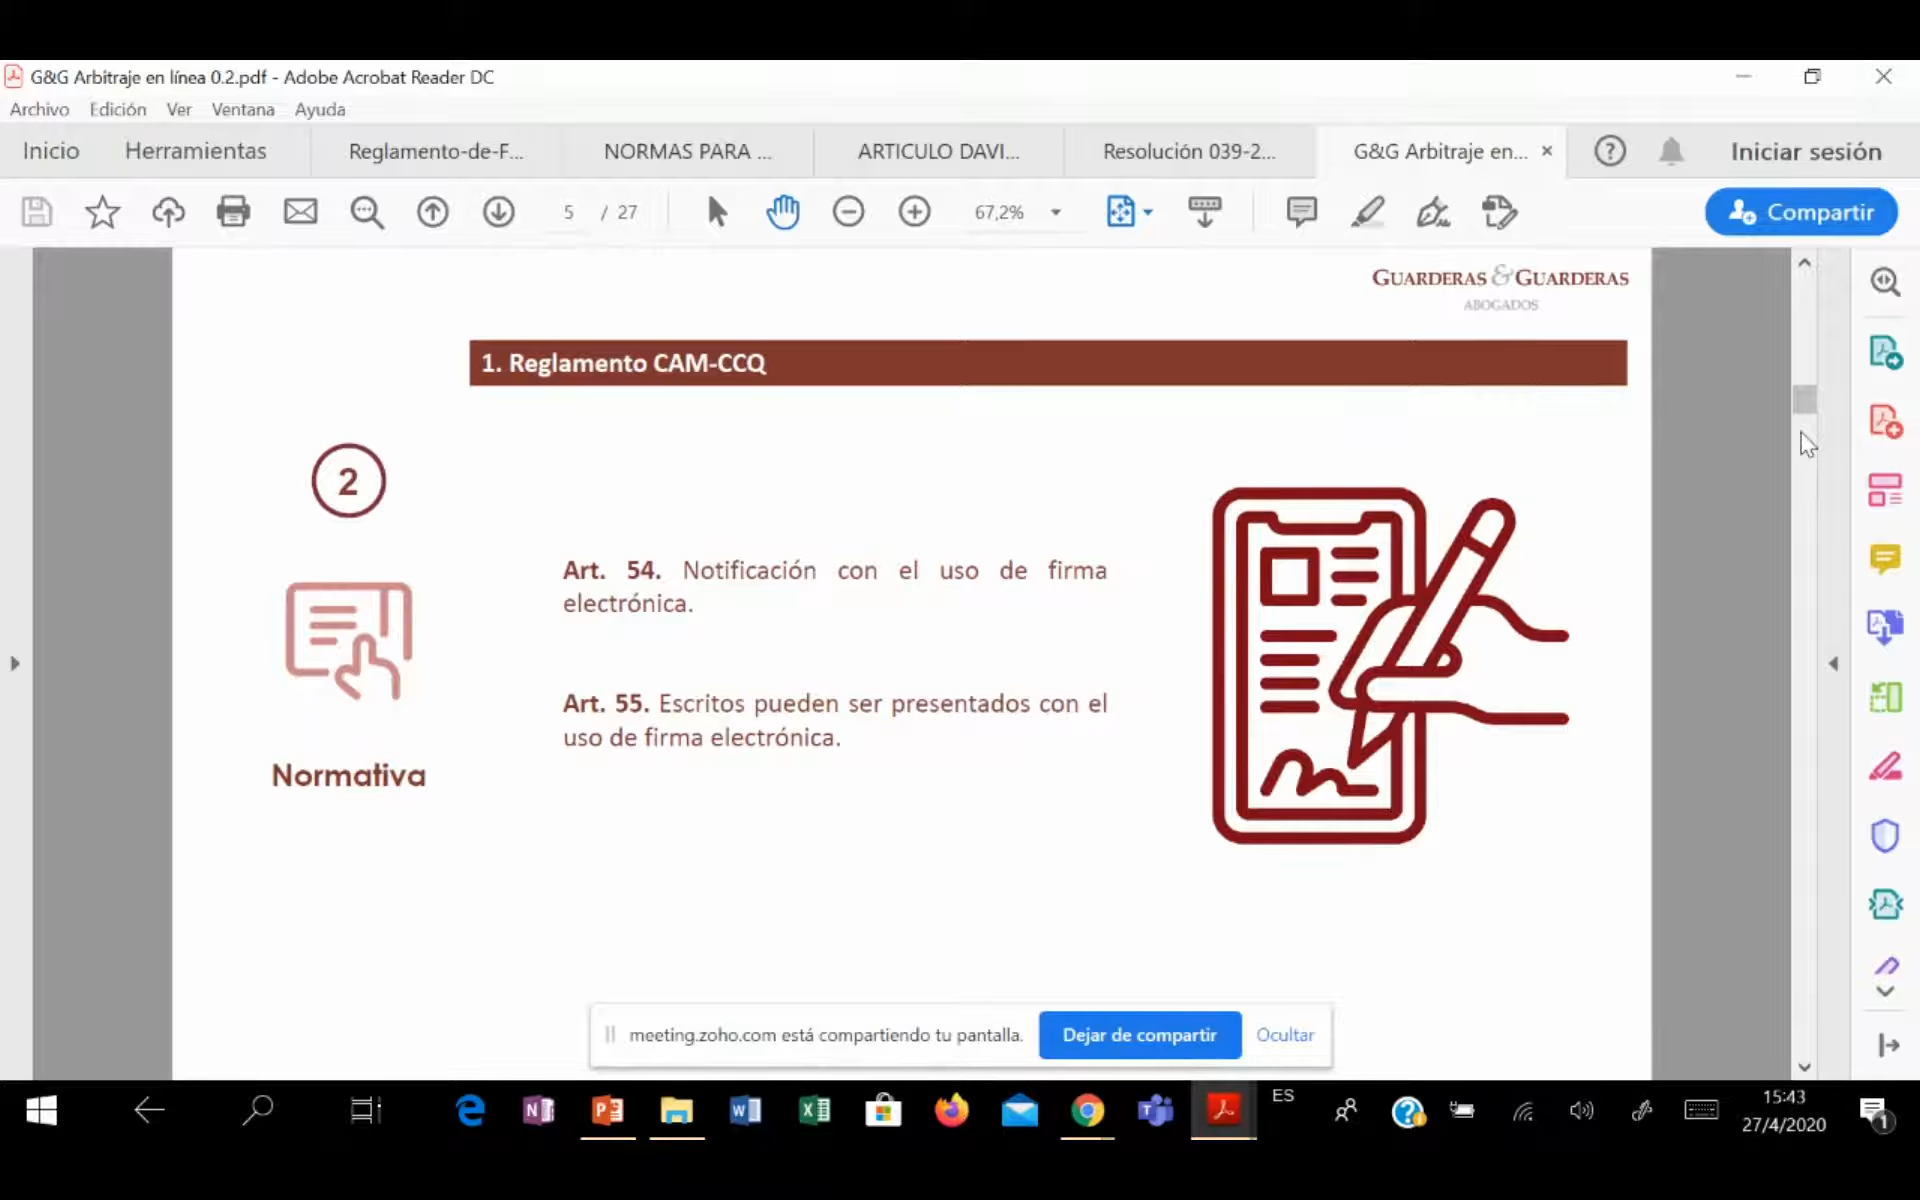 G&G Arbitraje en línea 0.2.pdf - Adobe Acrobat Reader DC
Archivo Edición Ver Ventana Ayuda
Inicio Herramientas Reglamento-de-F... NORMAS PARA ... ARTICULO DAVI... Resolución 039-2... G&G Arbitraje en... × Iniciar sesión
5 / 27 67,2% Compartir
GUARDERAS & GUARDERAS
ABOGADOS
1. Reglamento CAM-CCQ
2
Normativa
Art. 54. Notificación con el uso de firma
electrónica.
Art. 55. Escritos pueden ser presentados con el
uso de firma electrónica.
meeting.zoho.com está compartiendo tu pantalla. Dejar de compartir Ocultar
ES
15:43
27/4/2020
1